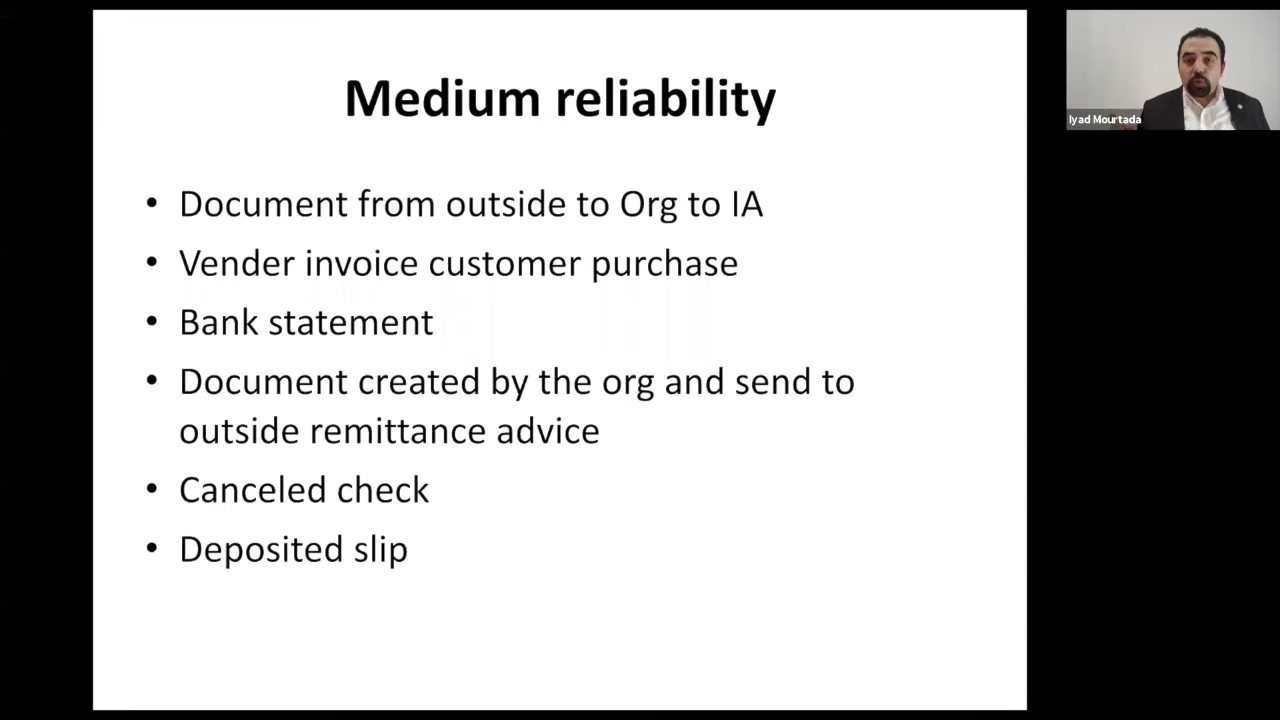 Medium reliability
• Document from outside to Org to IA
• Vender invoice customer purchase
• Bank statement
• Document created by the org and send to
outside remittance advice
• Canceled check
• Deposited slip
Iyad Mourtada